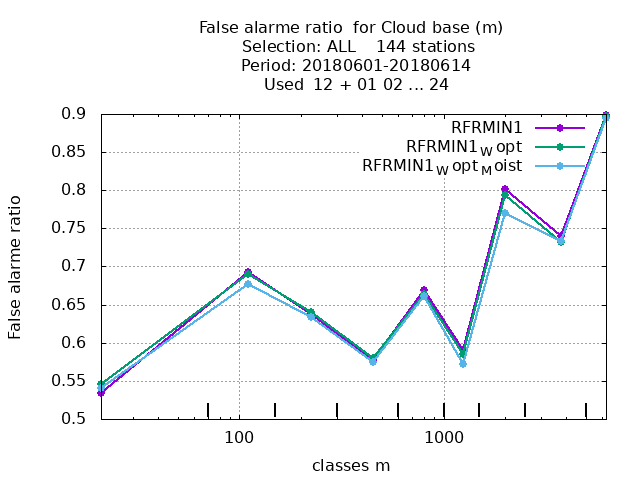 False alarme ratio  for Cloud base (m)
Selection: ALL    144 stations
Period: 20180601-20180614
Used  12 + 01 02 ... 24
0.9
0.85
0.8
0.75
0.7
0.65
0.6
0.55
0.5
False alarme ratio
RFRMIN1
RFRMIN1Wopt
RFRMIN1WoptMoist
100
1000
classes m